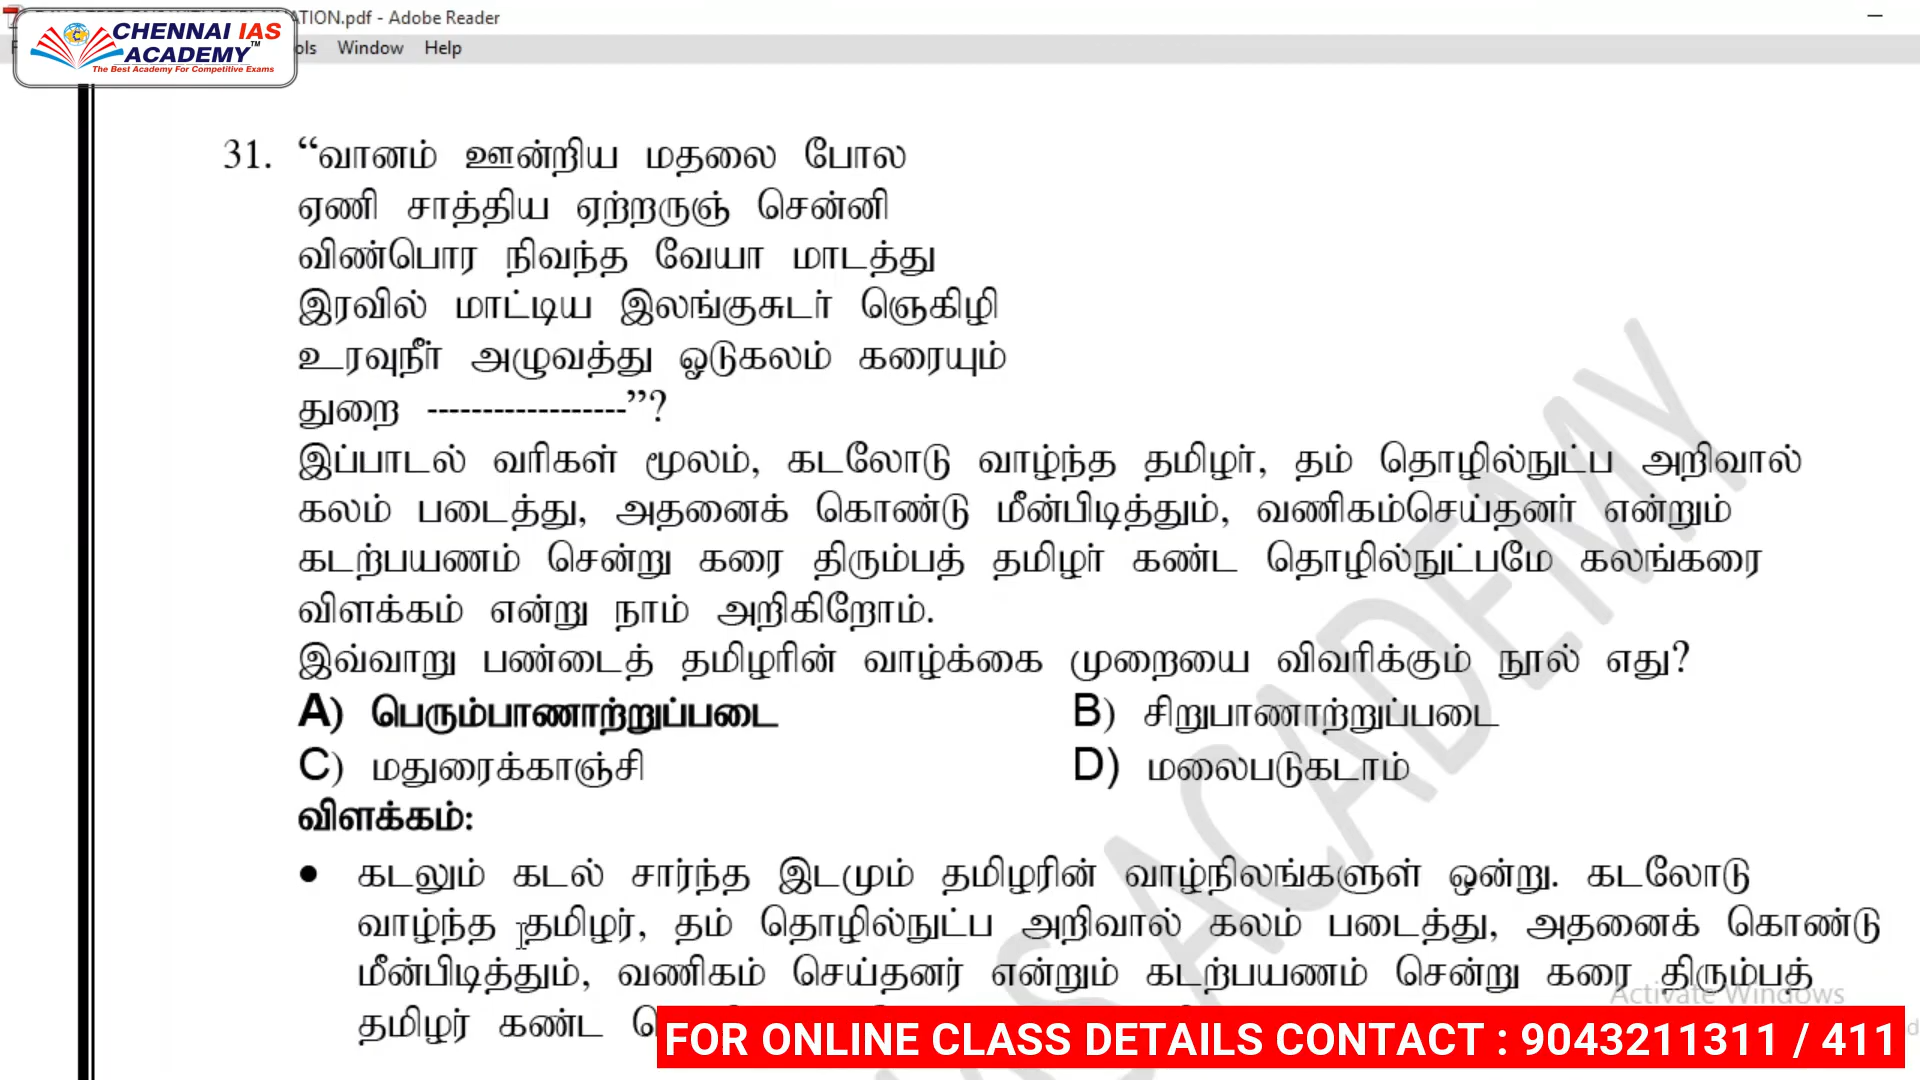 TION.pdf - Adobe Reader
CHENNAI IAS
ACADEMY™
The Best Academy For Competitive Exams
ols Window Help
31. “வானம் ஊன்றிய மதலை போல
ஏணி சாத்திய ஏற்றருஞ் சென்னி
விண்பொர நிவந்த வேயா மாடத்து
இரவில் மாட்டிய இலங்குசுடர் ஞெகிழி
உரவுநீர் அழுவத்து ஓடுகலம் கரையும்
துறை ------------------”?
இப்பாடல் வரிகள் மூலம், கடலோடு வாழ்ந்த தமிழர், தம் தொழில்நுட்ப அறிவால்
கலம் படைத்து, அதனைக் கொண்டு மீன்பிடித்தும், வணிகம்செய்தனர் என்றும்
கடற்பயணம் சென்று கரை திரும்பத் தமிழர் கண்ட தொழில்நுட்பமே கலங்கரை
விளக்கம் என்று நாம் அறிகிறோம்.
இவ்வாறு பண்டைத் தமிழரின் வாழ்க்கை முறையை விவரிக்கும் நூல் எது?
A) பெரும்பாணாற்றுப்படை B) சிறுபாணாற்றுப்படை
C) மதுரைக்காஞ்சி D) மலைபடுகடாம்
விளக்கம்:
• கடலும் கடல் சார்ந்த இடமும் தமிழரின் வாழ்நிலங்களுள் ஒன்று. கடலோடு
வாழ்ந்த தமிழர், தம் தொழில்நுட்ப அறிவால் கலம் படைத்து, அதனைக் கொண்டு
மீன்பிடித்தும், வணிகம் செய்தனர் என்றும் கடற்பயணம் சென்று கரை திரும்பத்
தமிழர் கண்ட
ACADEMY
Activate Windows
FOR ONLINE CLASS DETAILS CONTACT : 9043211311 / 411